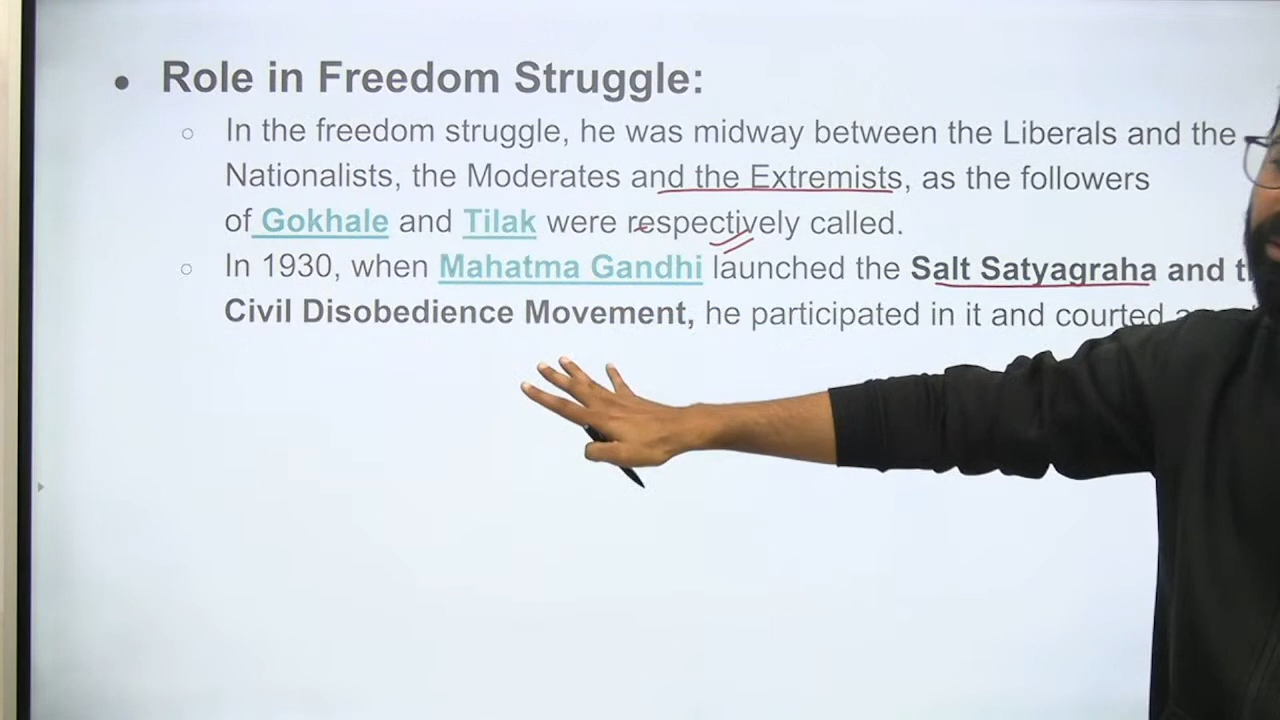 Role in Freedom Struggle:
In the freedom struggle, he was midway between the Liberals and the
Nationalists, the Moderates and the Extremists, as the followers
of Gokhale and Tilak were respectively called.
In 1930, when Mahatma Gandhi launched the Salt Satyagraha and
Civil Disobedience Movement, he participated in it and courted